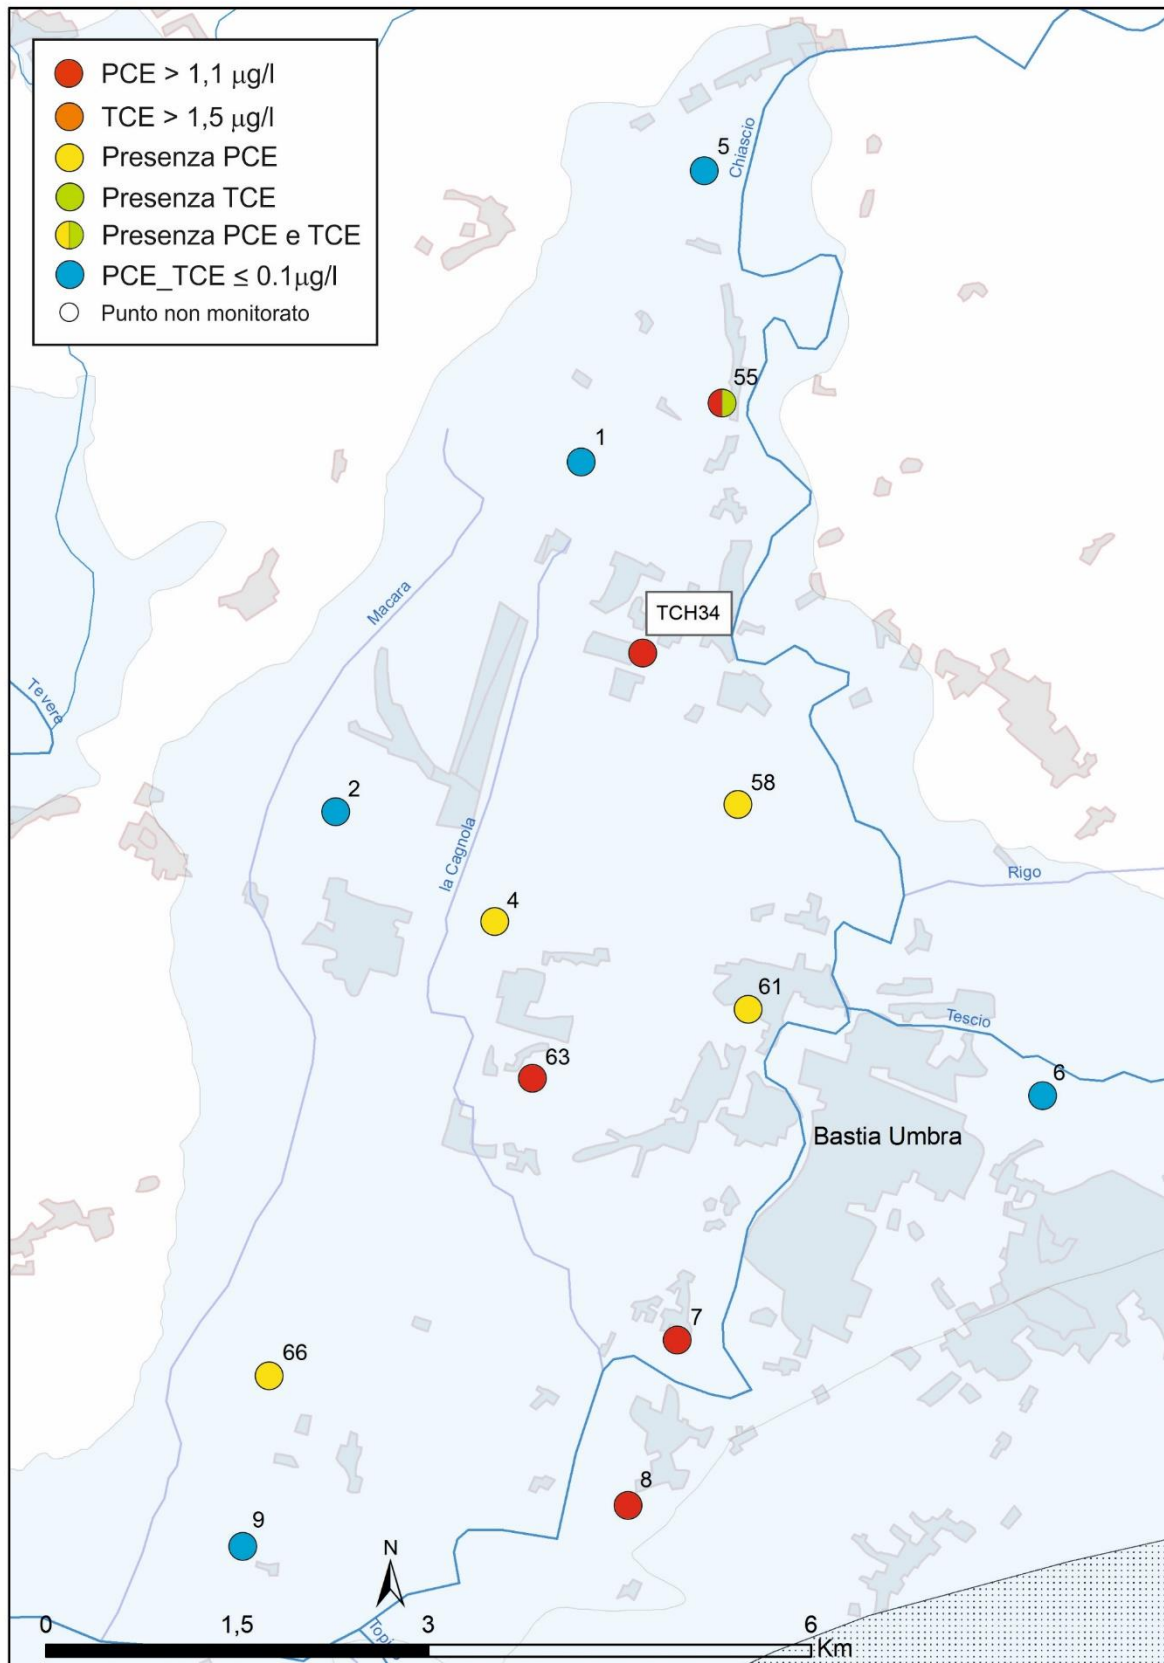 PCE > 1,1 μg/l
TCE > 1,5 μg/l
Presenza PCE
Presenza TCE
Presenza PCE e TCE
PCE_TCE ≤ 0.1μg/l
Punto non monitorato
Chiascio
5
55
1
Macara
TCH34
Tevere
2
58
la Cagnola
Rigo
4
61
Tescio
63
6
Bastia Umbra
7
66
8
9
N
Topi
0 1,5 3 6 Km